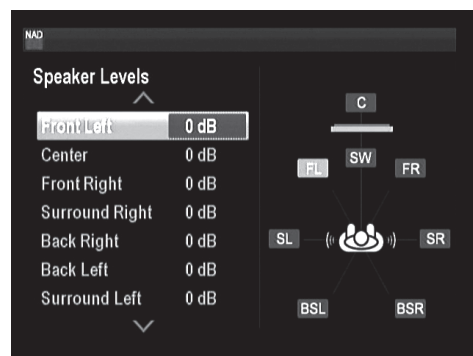 NAD
Speaker Levels
Front Left 0 dB
Center 0 dB
Front Right 0 dB
Surround Right 0 dB
Back Right 0 dB
Back Left 0 dB
Surround Left 0 dB
C
FL SW FR
SL SR
BSL BSR